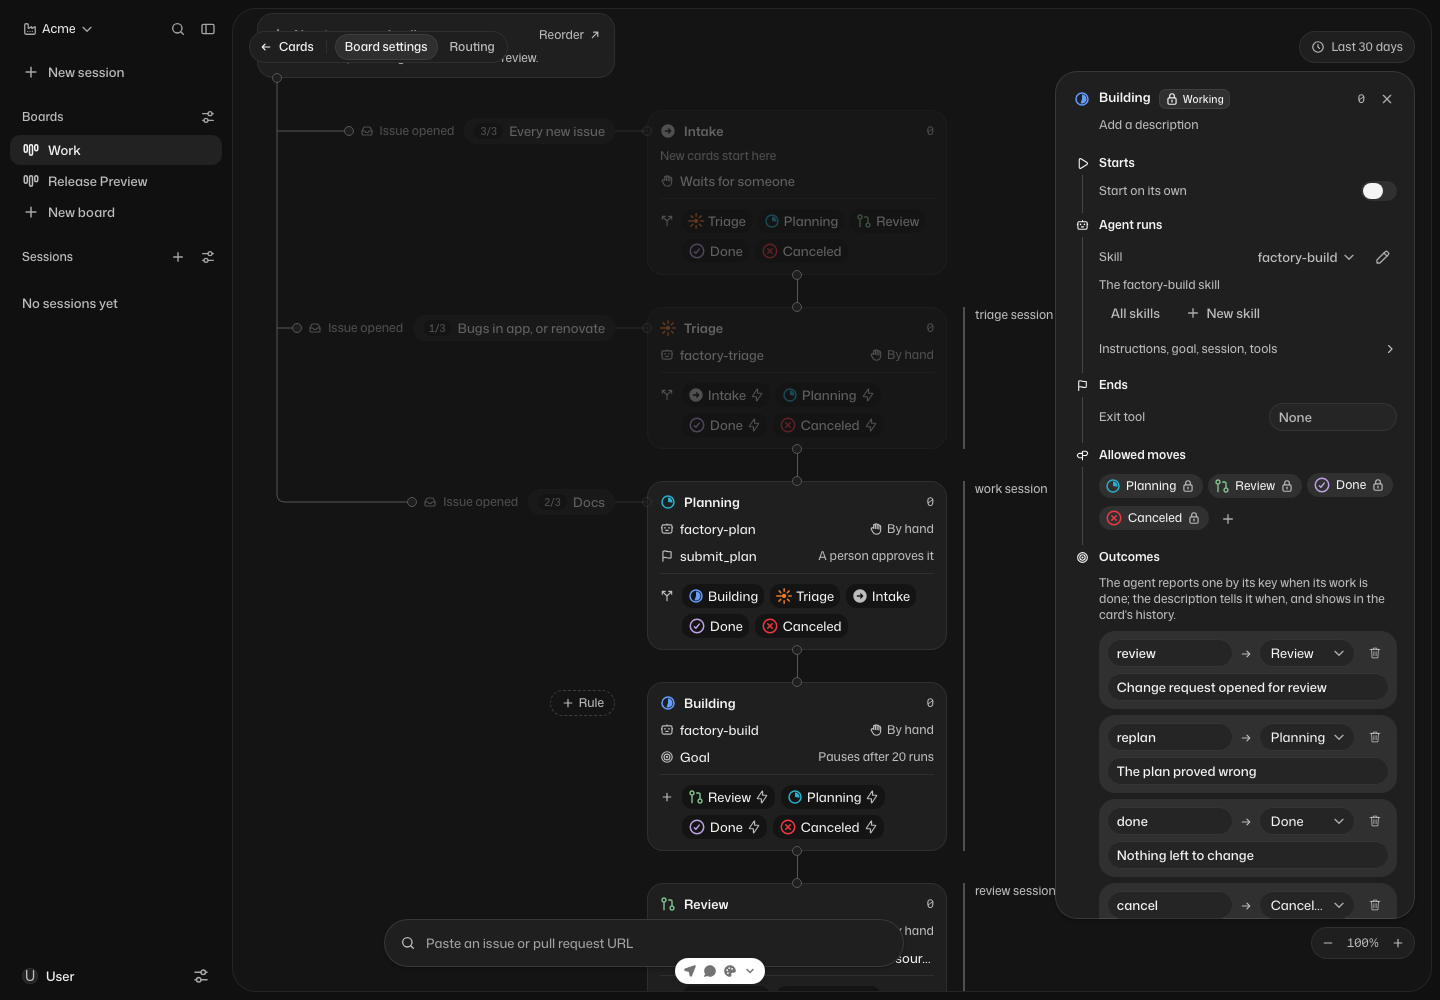 Acme
New session
Boards
Work
Release Preview
New board
Sessions
No sessions yet
U User
Cards
Board settings
Routing
Reorder
review.
Last 30 days
Issue opened
3/3 Every new issue
Intake 0
New cards start here
Waits for someone
Triage Planning Review
Done Canceled
Issue opened
1/3 Bugs in app, or renovate
Triage 0
factory-triage By hand
Intake Planning
Done Canceled
triage session
Issue opened
2/3 Docs
Planning 0
factory-plan By hand
submit_plan A person approves it
Building Triage Intake
Done Canceled
work session
Rule
Building 0
factory-build By hand
Goal Pauses after 20 runs
Review Planning
Done Canceled
Review 0
hand
sour...
review session
Paste an issue or pull request URL
Building Working 0
Add a description
Starts
Start on its own
Agent runs
Skill factory-build
The factory-build skill
All skills New skill
Instructions, goal, session, tools
Ends
Exit tool None
Allowed moves
Planning Review Done
Canceled
Outcomes
The agent reports one by its key when its work is
done; the description tells it when, and shows in the
card's history.
review → Review
Change request opened for review
replan → Planning
The plan proved wrong
done → Done
Nothing left to change
cancel → Cancel...
100%